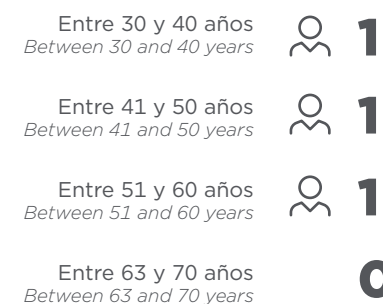 Entre 30 y 40 años
Between 30 and 40 years
1
Entre 41 y 50 años
Between 41 and 50 years
1
Entre 51 y 60 años
Between 51 and 60 years
1
Entre 63 y 70 años
Between 63 and 70 years
0